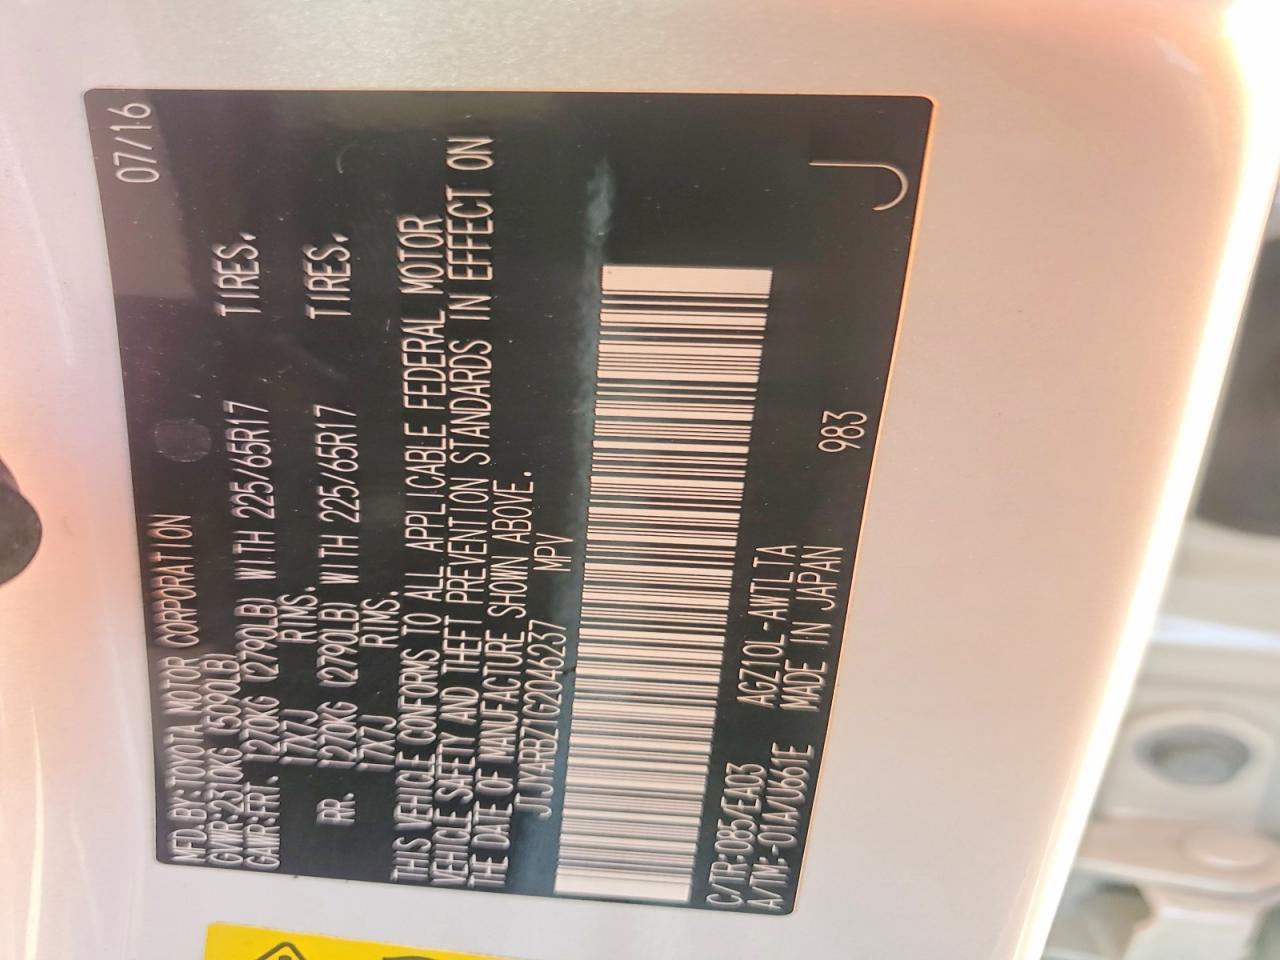 MFD. BY: TOYOTA MOTOR CORPORATION 07/16
GVWR: 2310KG (5090LB)
GAWR: FRT. 1270KG (2790LB) WITH 225/65R17 TIRES.
17X7J RIMS.
RR. 1270KG (2790LB) WITH 225/65R17 TIRES.
17X7J RIMS.
THIS VEHICLE CONFORMS TO ALL APPLICABLE FEDERAL MOTOR
VEHICLE SAFETY AND THEFT PREVENTION STANDARDS IN EFFECT ON
THE DATE OF MANUFACTURE SHOWN ABOVE.
JTJYARBZ1G2046237 MPV
C/TR: 085/EA03 AGZ10L-AWTLTA
A/TM: -01A/U661E MADE IN JAPAN 983 J